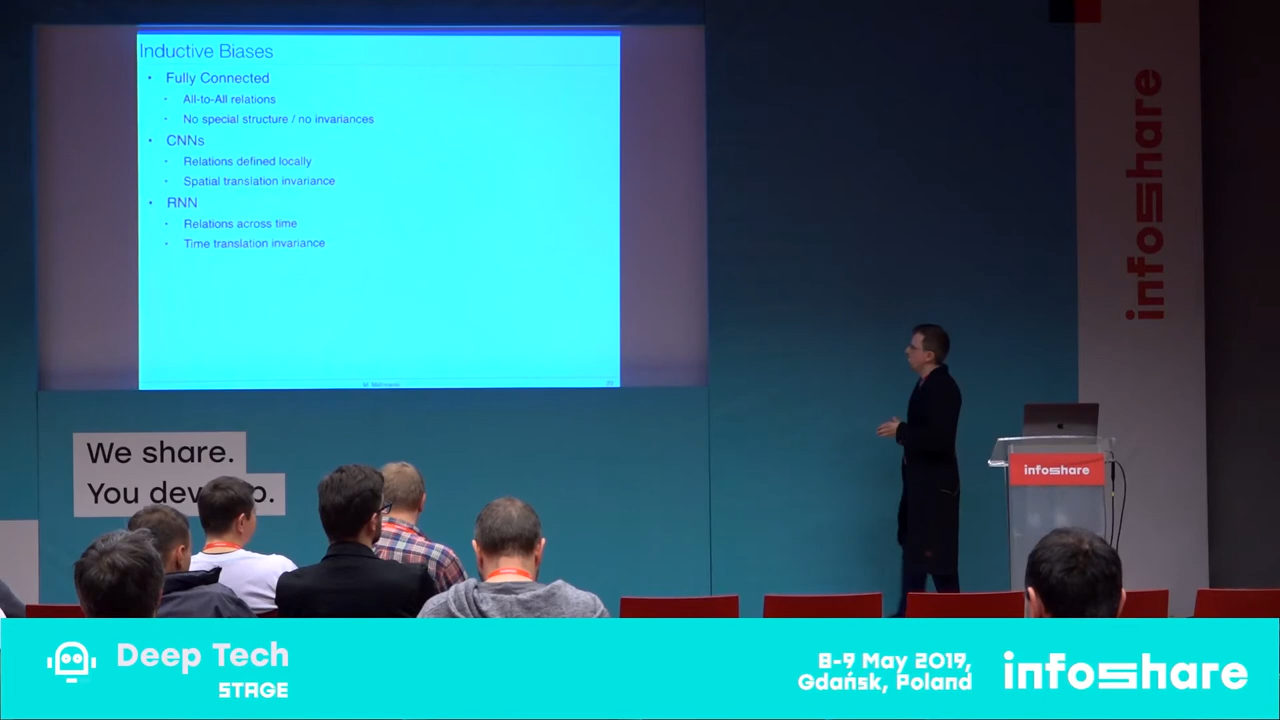 Inductive Biases
• Fully Connected
· All-to-All relations
· No special structure / no invariances
• CNNs
· Relations defined locally
· Spatial translation invariance
• RNN
· Relations across time
· Time translation invariance
infoshare
We share.
infoshare
Deep Tech
STAGE
8-9 May 2019,
Gdańsk, Poland
infoshare